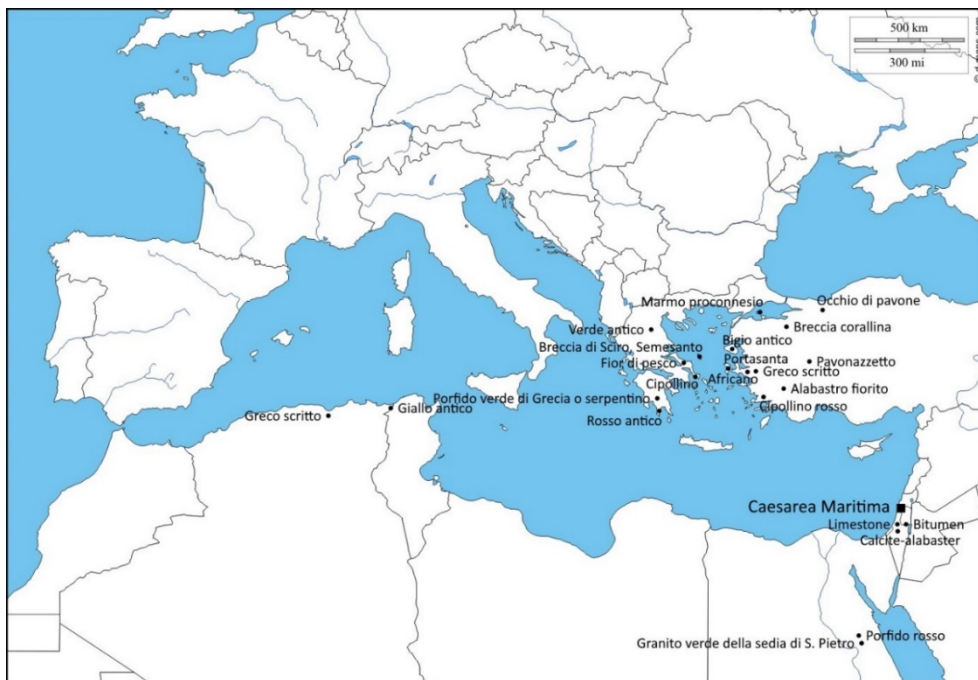 500 km
300 mi
Marmo proconnesio
Occhio di pavone
Verde antico
Breccia corallina
Bigio antico
Breccia di Sciro, Semesanto
Portasanta
Fior di pesco
Pavonazzetto
Greco scritto
Africano
Cipollino
Alabastro fiorito
Porfido verde di Grecia o serpentino
Cipollino rosso
Giallo antico
Greco scritto
Rosso antico
Caesarea Maritima
Limestone
Bitumen
Calcite-alabaster
Porfido rosso
Granito verde della sedia di S. Pietro